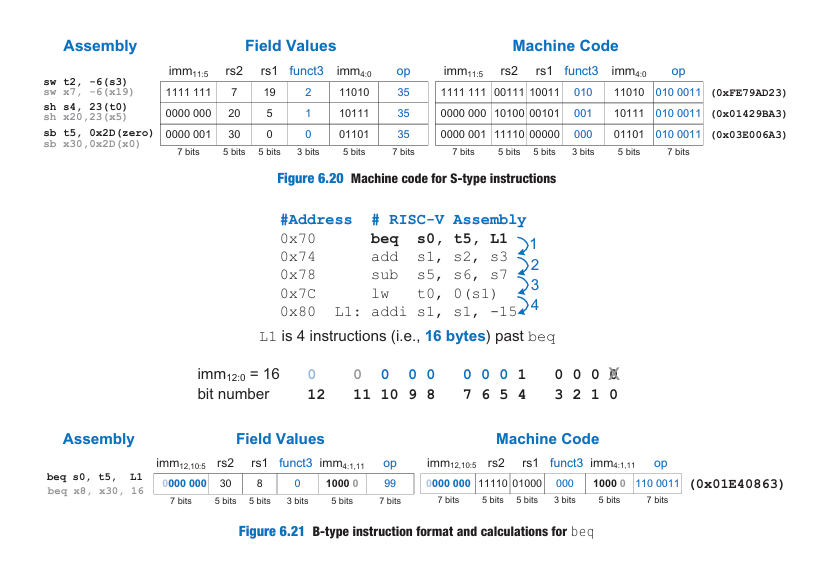 Assembly Field Values Machine Code
imm11:5 rs2 rs1 funct3 imm4:0 op imm11:5 rs2 rs1 funct3 imm4:0 op
sw t2, -6(s3)
sw x7, -6(x19)
1111 111 7 19 2 11010 35 1111 111 00111 10011 010 11010 010 0011 (0xFE79AD23)
sh s4, 23(t0)
sh x20,23(x5)
0000 000 20 5 1 10111 35 0000 000 10100 00101 001 10111 010 0011 (0x01429BA3)
sb t5, 0x2D(zero)
sb x30,0x2D(x0)
0000 001 30 0 0 01101 35 0000 001 11110 00000 000 01101 010 0011 (0x03E006A3)
7 bits 5 bits 5 bits 3 bits 5 bits 7 bits 7 bits 5 bits 5 bits 3 bits 5 bits 7 bits
Figure 6.20 Machine code for S-type instructions
#Address # RISC-V Assembly
0x70 beq s0, t5, L1 1
0x74 add s1, s2, s3 2
0x78 sub s5, s6, s7 3
0x7C lw t0, 0(s1) 4
0x80 L1: addi s1, s1, -15
L1 is 4 instructions (i.e., 16 bytes) past beq
imm12:0 = 16 0 0 0 0 0 0 0 0 1 0 0 0 0
bit number 12 11 10 9 8 7 6 5 4 3 2 1 0
Assembly Field Values Machine Code
imm12,10:5 rs2 rs1 funct3 imm4:1,11 op imm12,10:5 rs2 rs1 funct3 imm4:1,11 op
beq s0, t5, L1
beq x8, x30, 16
0000 000 30 8 0 1000 0 99 0000 000 11110 01000 000 1000 0 110 0011 (0x01E40863)
7 bits 5 bits 5 bits 3 bits 5 bits 7 bits 7 bits 5 bits 5 bits 3 bits 5 bits 7 bits
Figure 6.21 B-type instruction format and calculations for beq